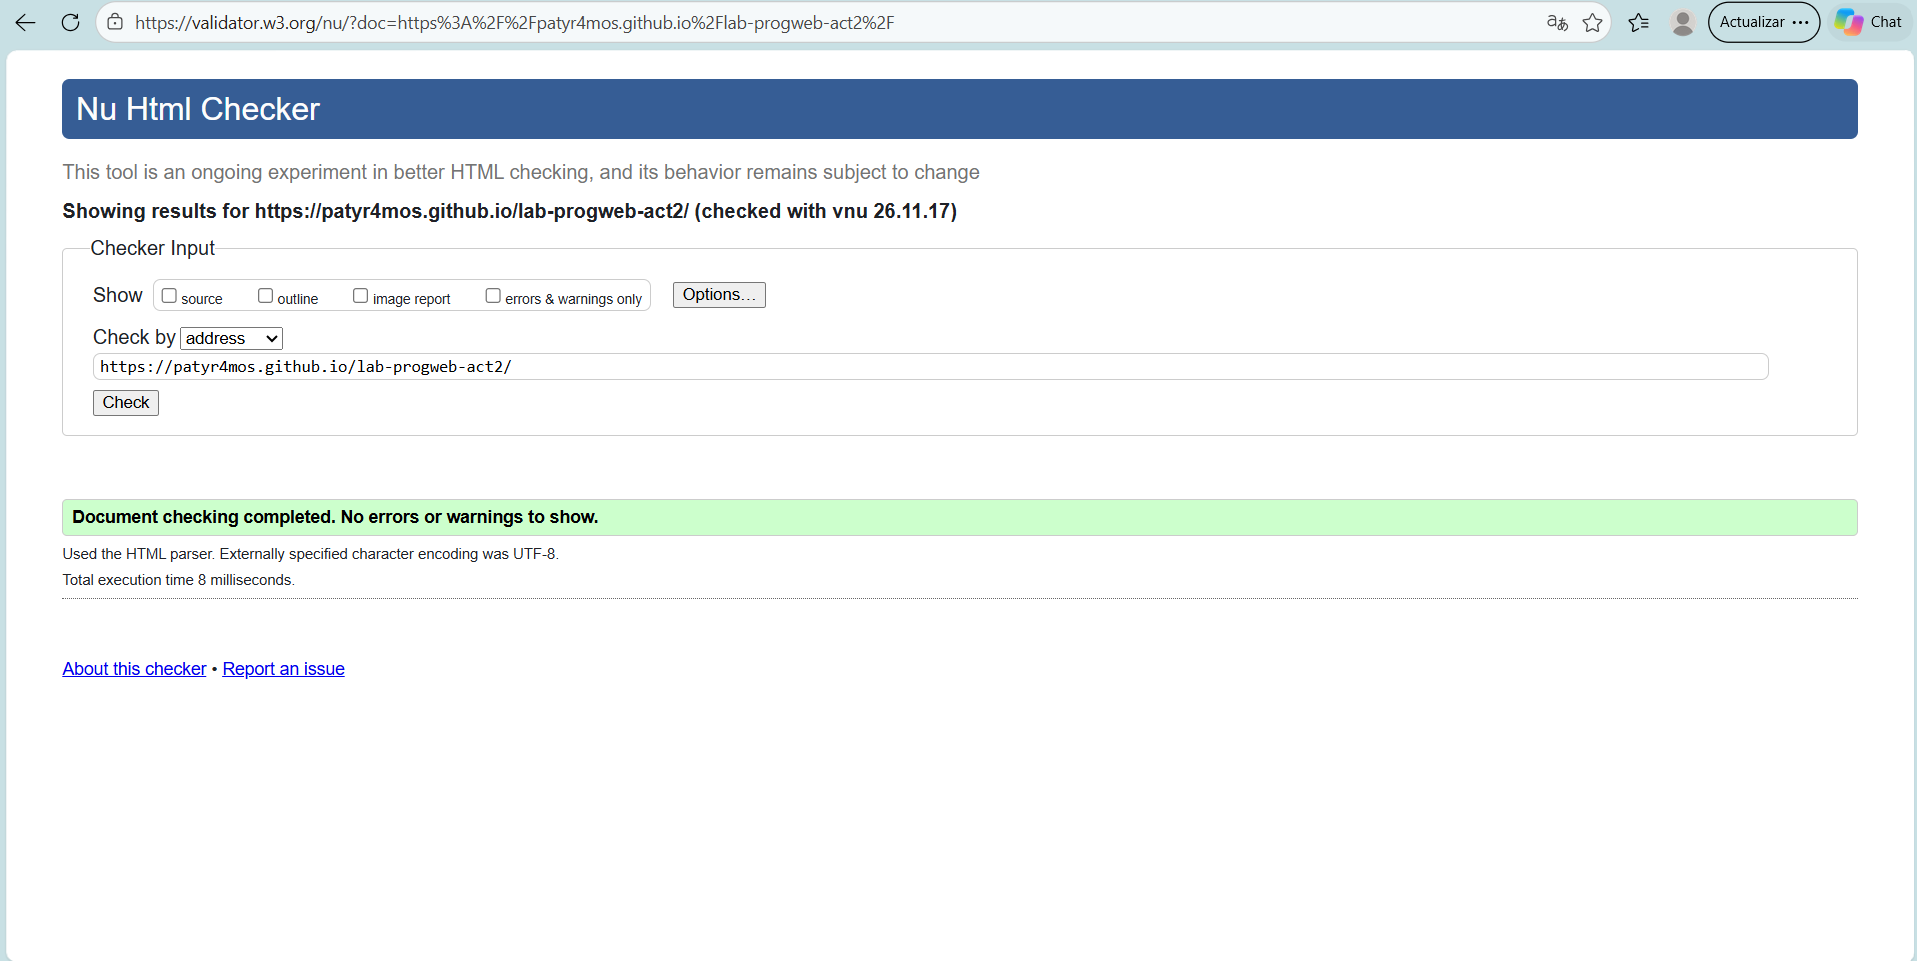 https://validator.w3.org/nu/?doc=https%3A%2F%2Fpatyr4mos.github.io%2Flab-progweb-act2%2F
Actualizar ···
Chat
Nu Html Checker
This tool is an ongoing experiment in better HTML checking, and its behavior remains subject to change
Showing results for https://patyr4mos.github.io/lab-progweb-act2/ (checked with vnu 26.11.17)
Checker Input
Show source outline image report errors & warnings only Options...
Check by address
https://patyr4mos.github.io/lab-progweb-act2/
Check
Document checking completed. No errors or warnings to show.
Used the HTML parser. Externally specified character encoding was UTF-8.
Total execution time 8 milliseconds.
About this checker • Report an issue